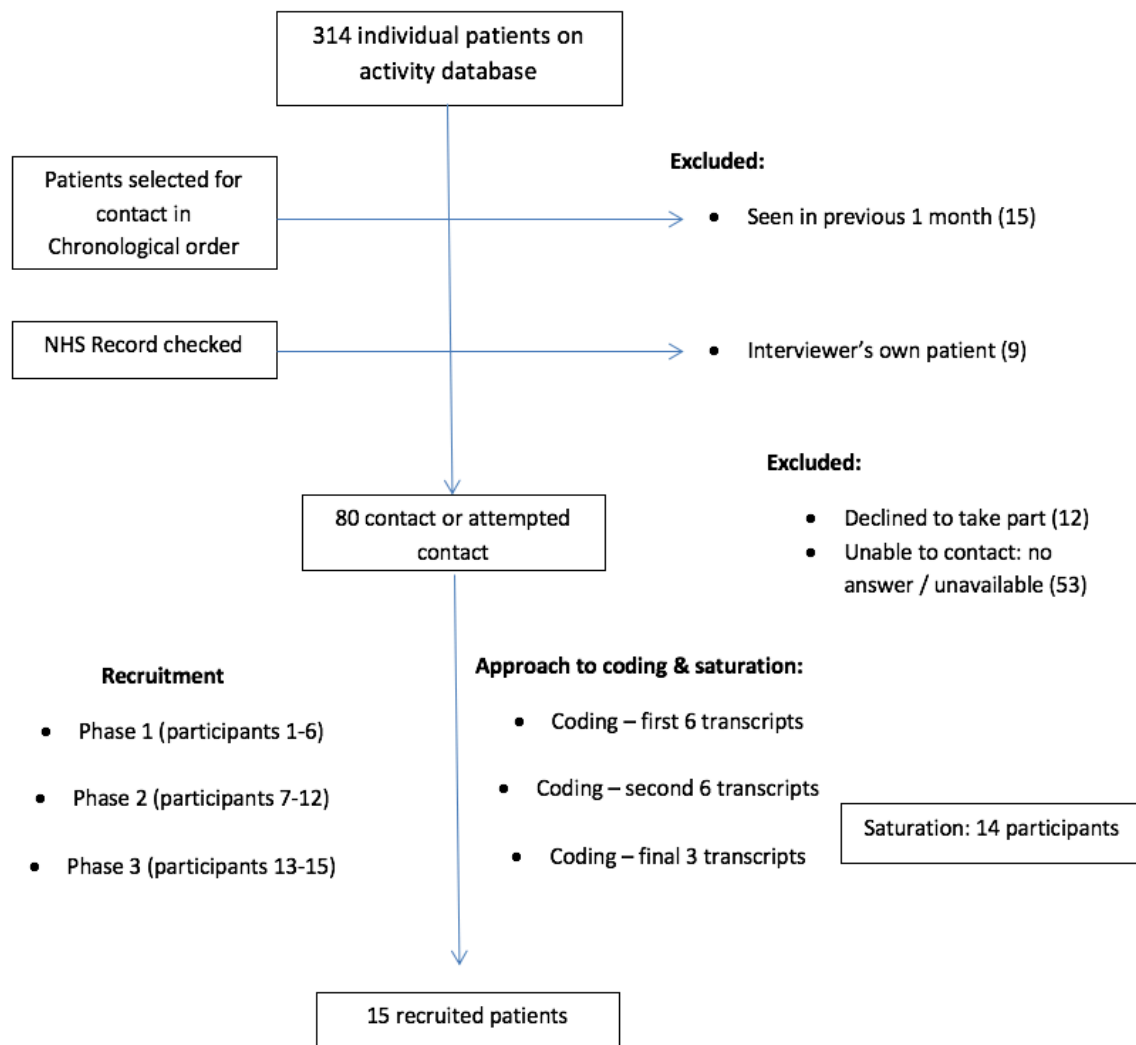 314 individual patients on
activity database
Patients selected for
contact in
Chronological order
Excluded:
• Seen in previous 1 month (15)
NHS Record checked
• Interviewer’s own patient (9)
80 contact or attempted
contact
Excluded:
• Declined to take part (12)
• Unable to contact: no
answer / unavailable (53)
Recruitment
• Phase 1 (participants 1-6)
• Phase 2 (participants 7-12)
• Phase 3 (participants 13-15)
Approach to coding & saturation:
• Coding – first 6 transcripts
• Coding – second 6 transcripts
• Coding – final 3 transcripts
Saturation: 14 participants
15 recruited patients